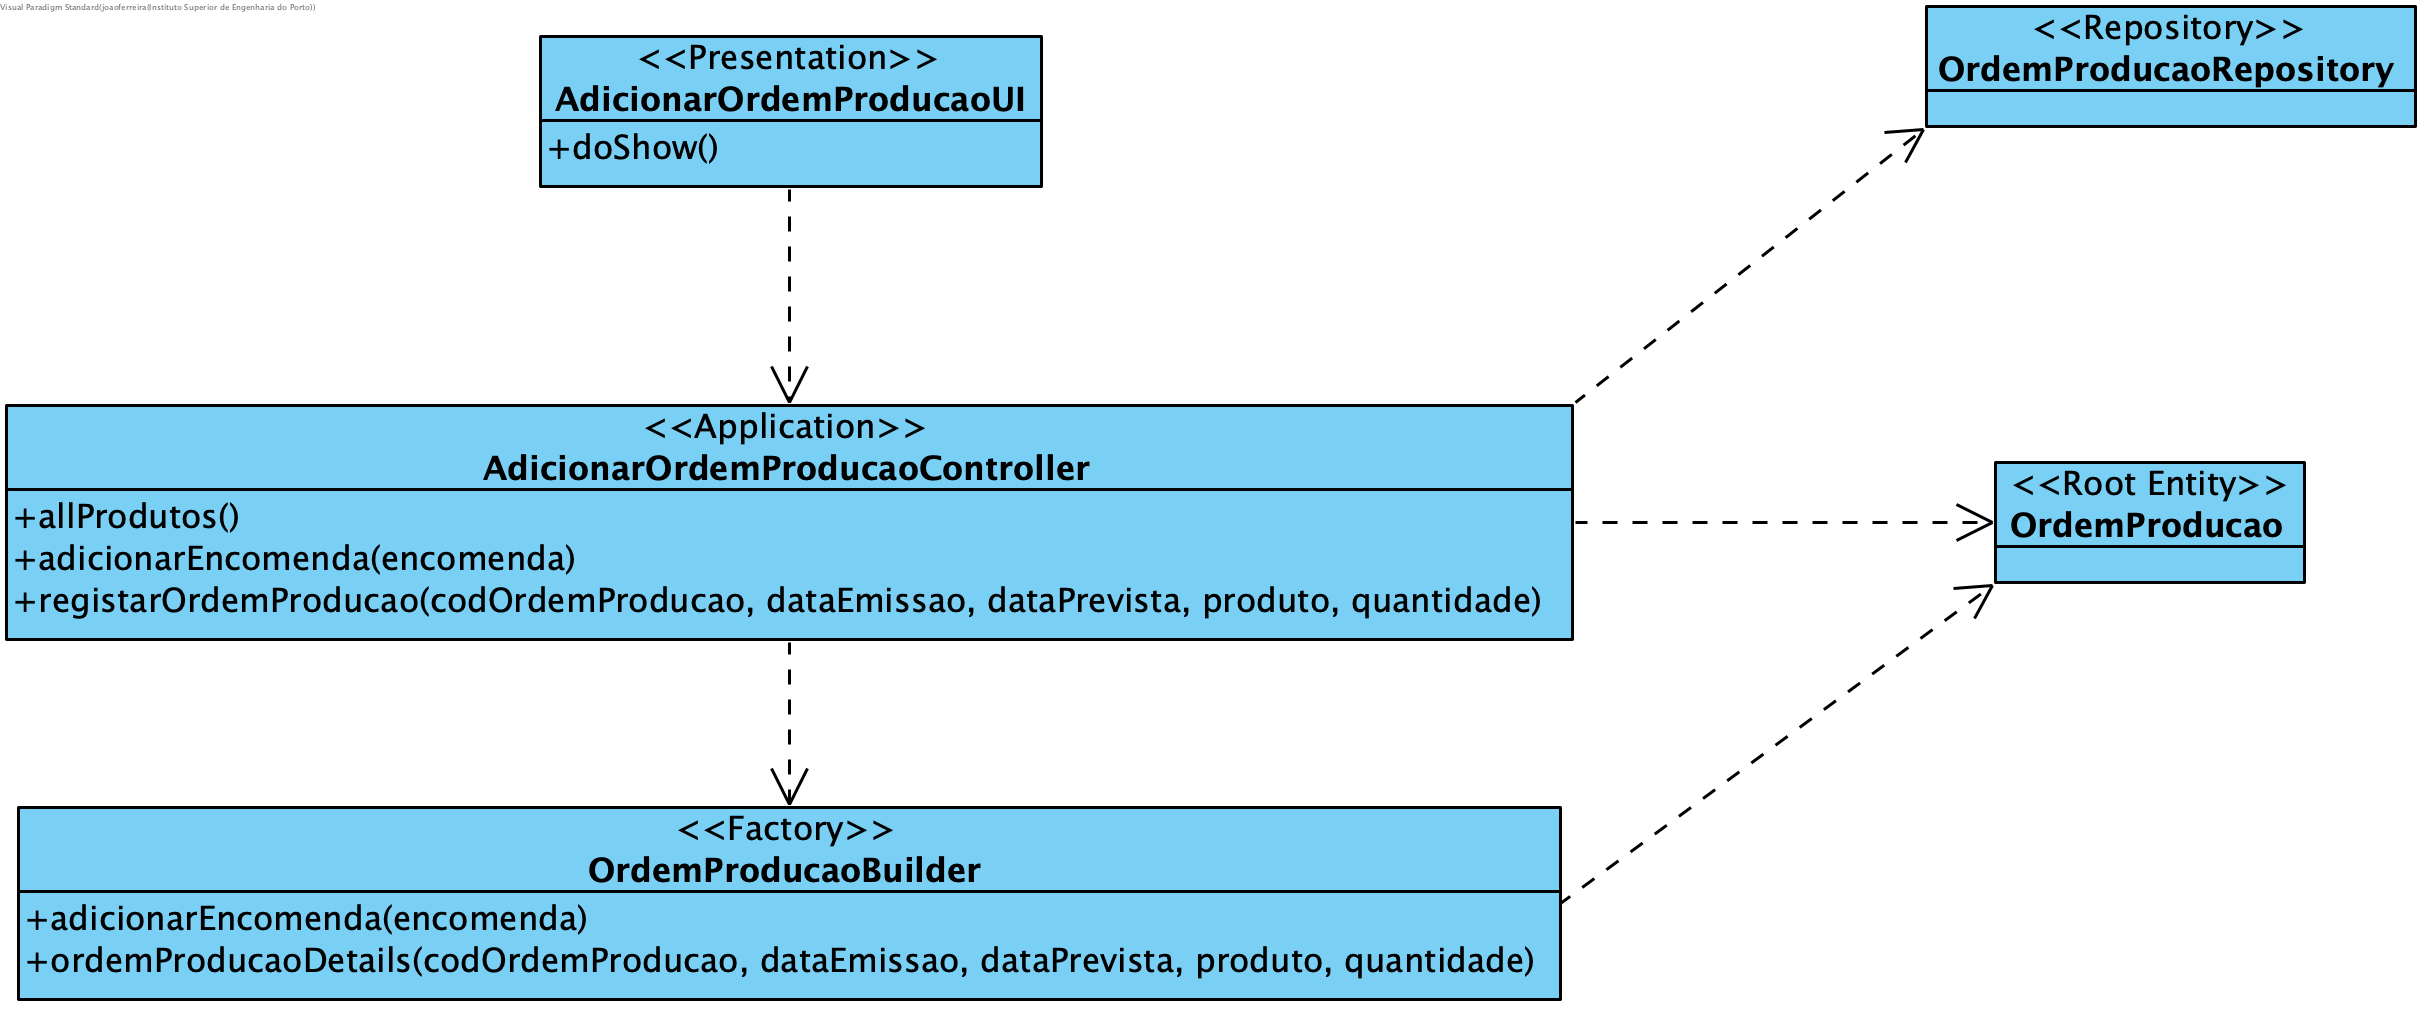 Visual Paradigm Standard(joaoferreira(Instituto Superior de Engenharia do Porto))
<<Presentation>>
AdicionarOrdemProducaoUI
+doShow()
<<Repository>>
OrdemProducaoRepository
<<Application>>
AdicionarOrdemProducaoController
+allProdutos()
+adicionarEncomenda(encomenda)
+registarOrdemProducao(codOrdemProducao, dataEmissao, dataPrevista, produto, quantidade)
<<Root Entity>>
OrdemProducao
<<Factory>>
OrdemProducaoBuilder
+adicionarEncomenda(encomenda)
+ordemProducaoDetails(codOrdemProducao, dataEmissao, dataPrevista, produto, quantidade)